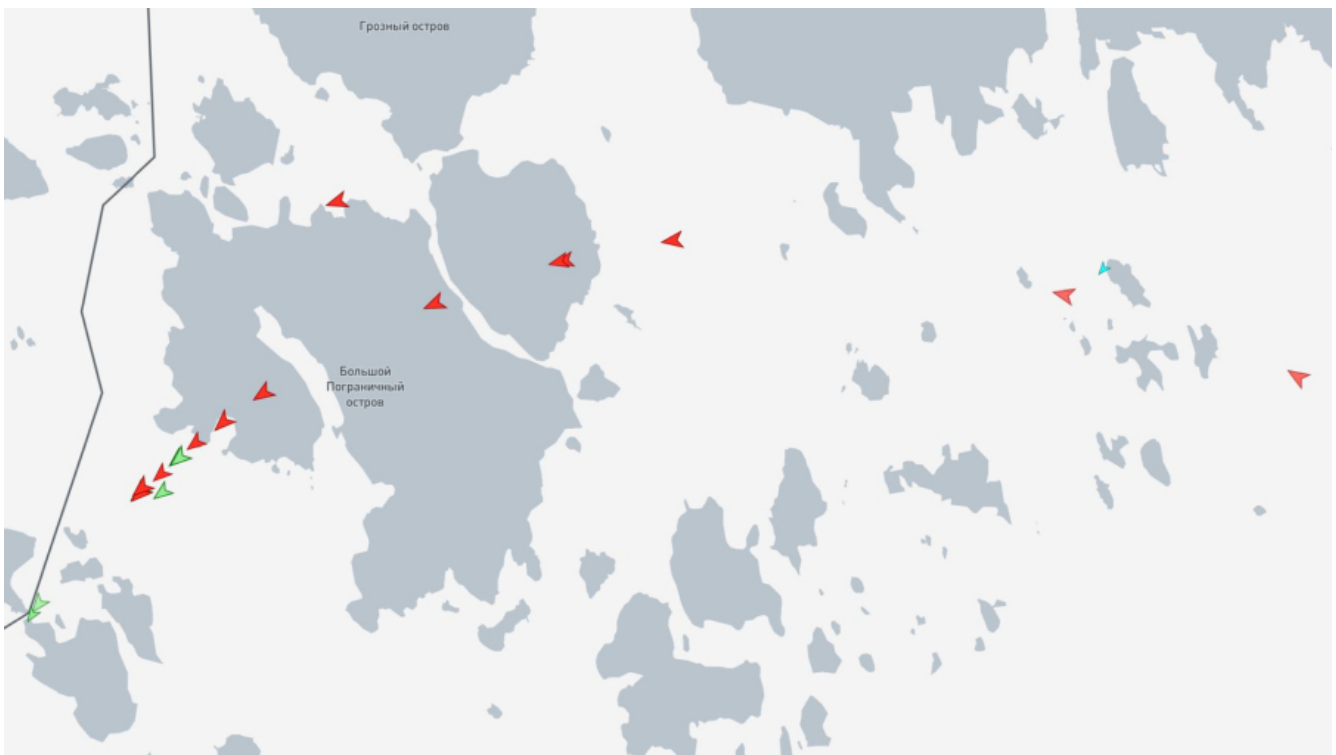 Грозный остров
Большой
Пограничный
остров